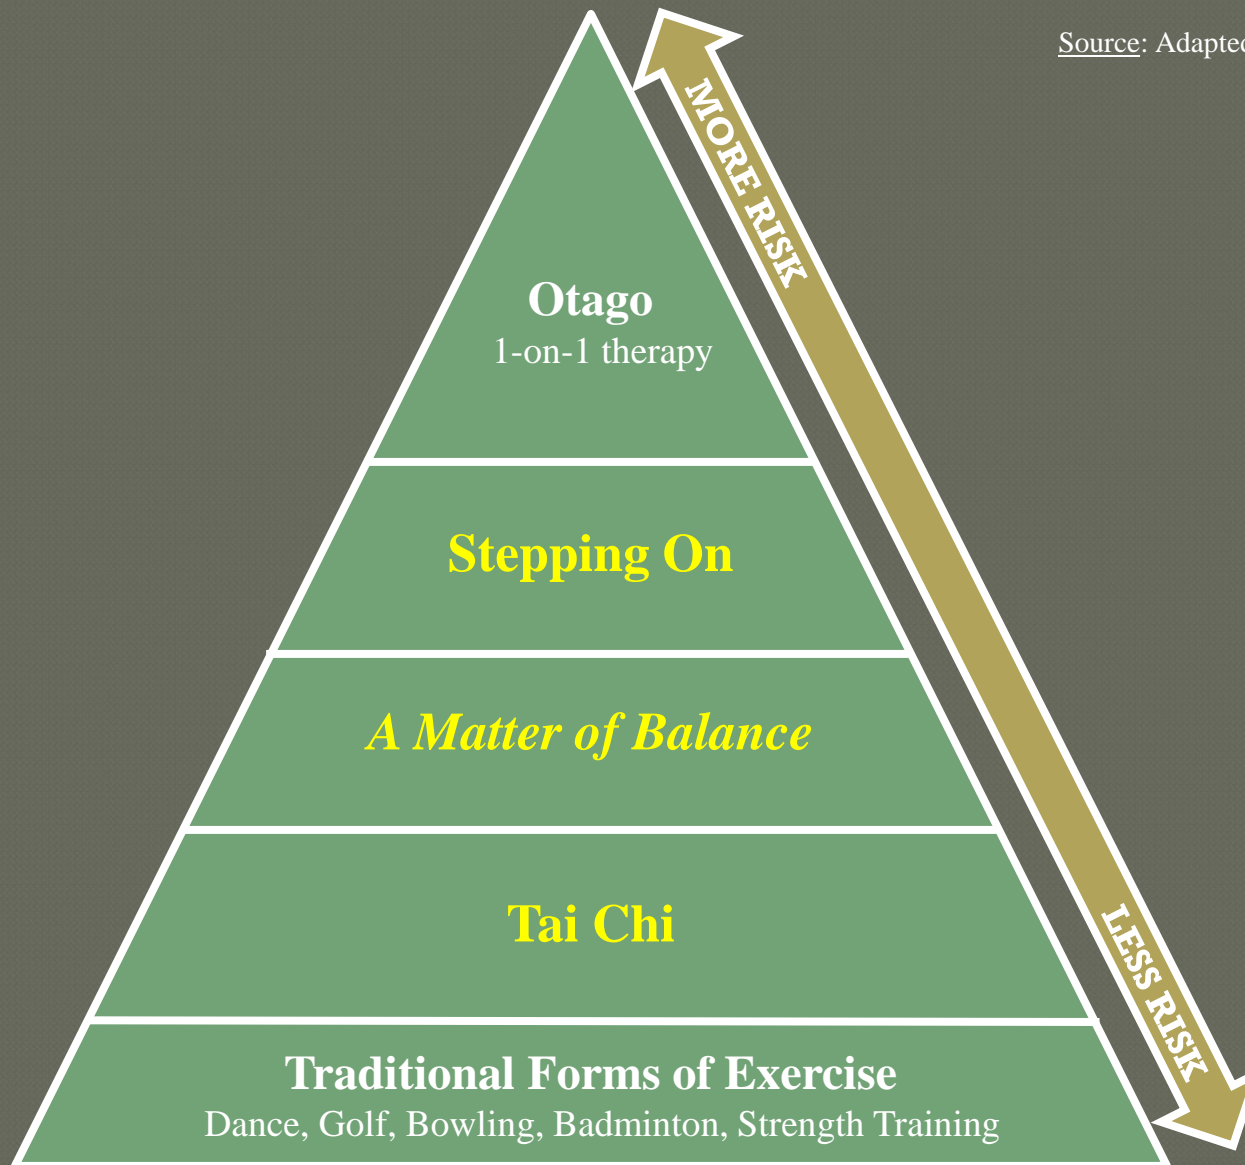 Source: Adapted
MORE RISK
Otago
1-on-1 therapy
Stepping On
A Matter of Balance
Tai Chi
LESS RISK
Traditional Forms of Exercise
Dance, Golf, Bowling, Badminton, Strength Training